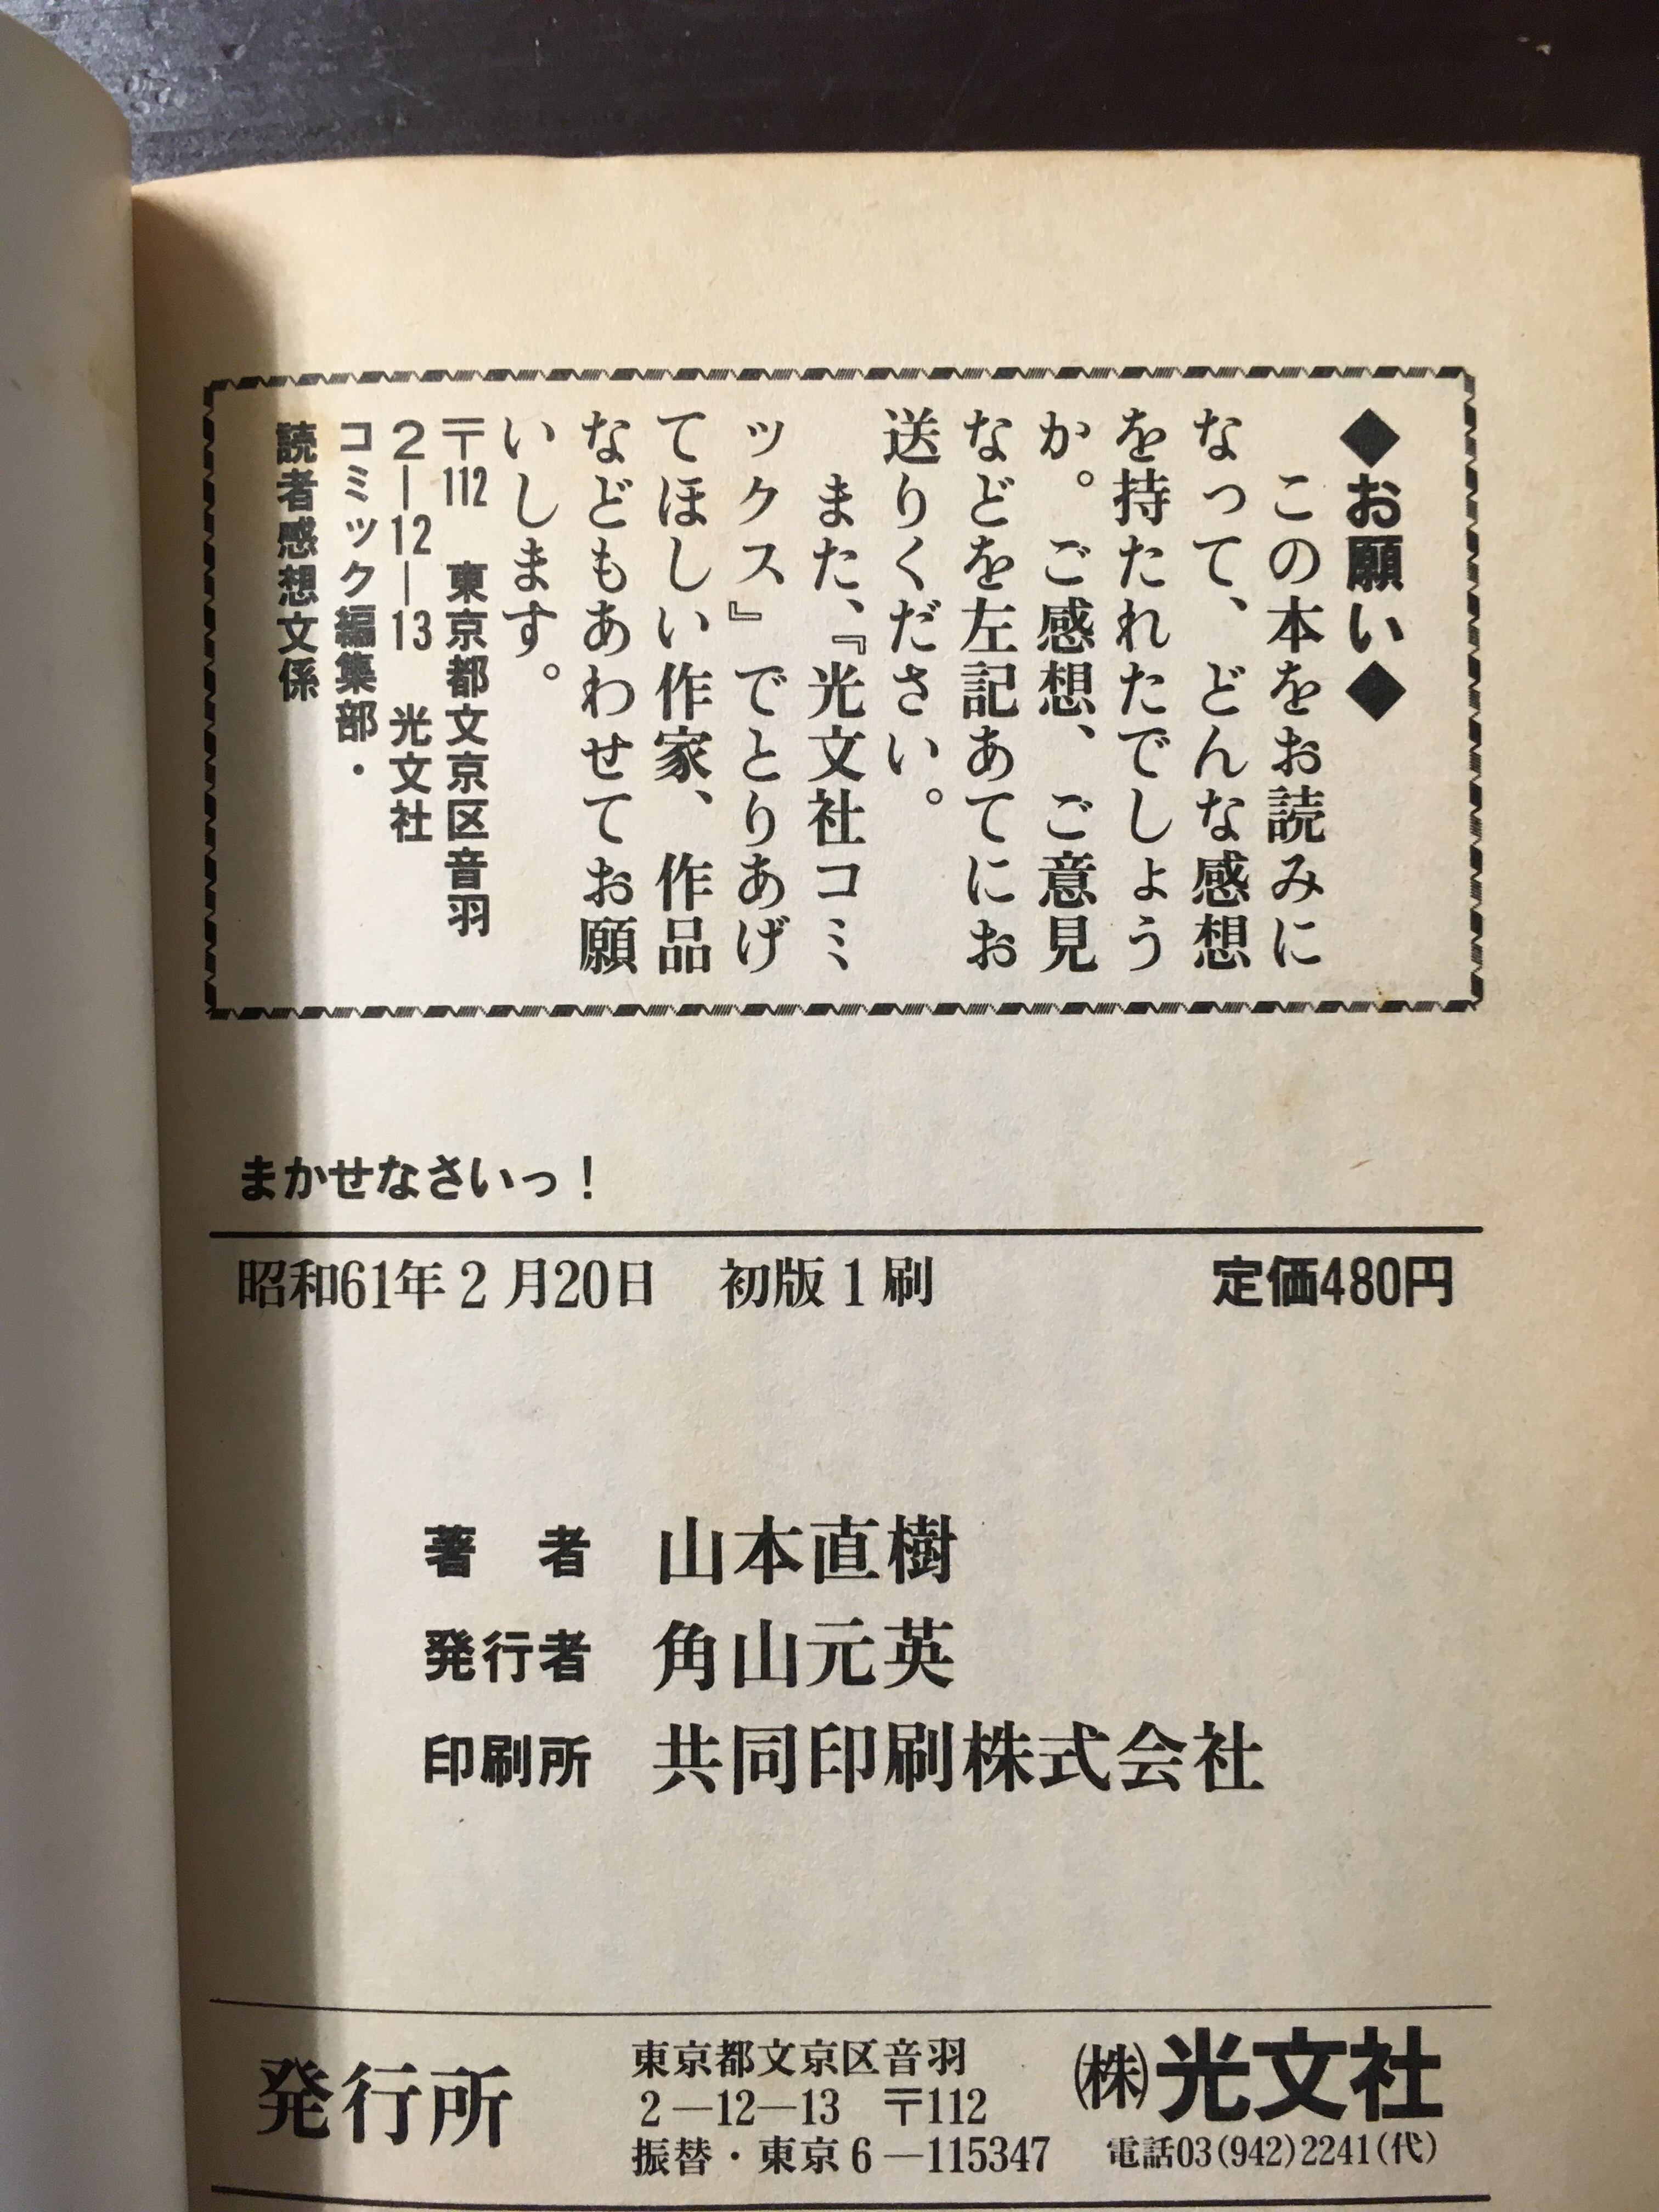 ◆お願い◆
この本をお読みに
なって、どんな感想
を持たれたでしょう
か。ご感想、ご意見
などを左記あてにお
送りください。
また、『光文社コミ
ックス』でとりあげ
てほしい作家、作品
などもあわせてお願
いします。
〒112 東京都文京区音羽
2―12―13 光文社
コミック編集部・
読者感想文係
まかせなさいっ!
昭和61年2月20日 初版1刷 定価480円
著 者 山本直樹
発行者 角山元英
印刷所 共同印刷株式会社
発行所
東京都文京区音羽
2―12―13 〒112
振替・東京6―115347
㈱光文社
電話03(942)2241(代)